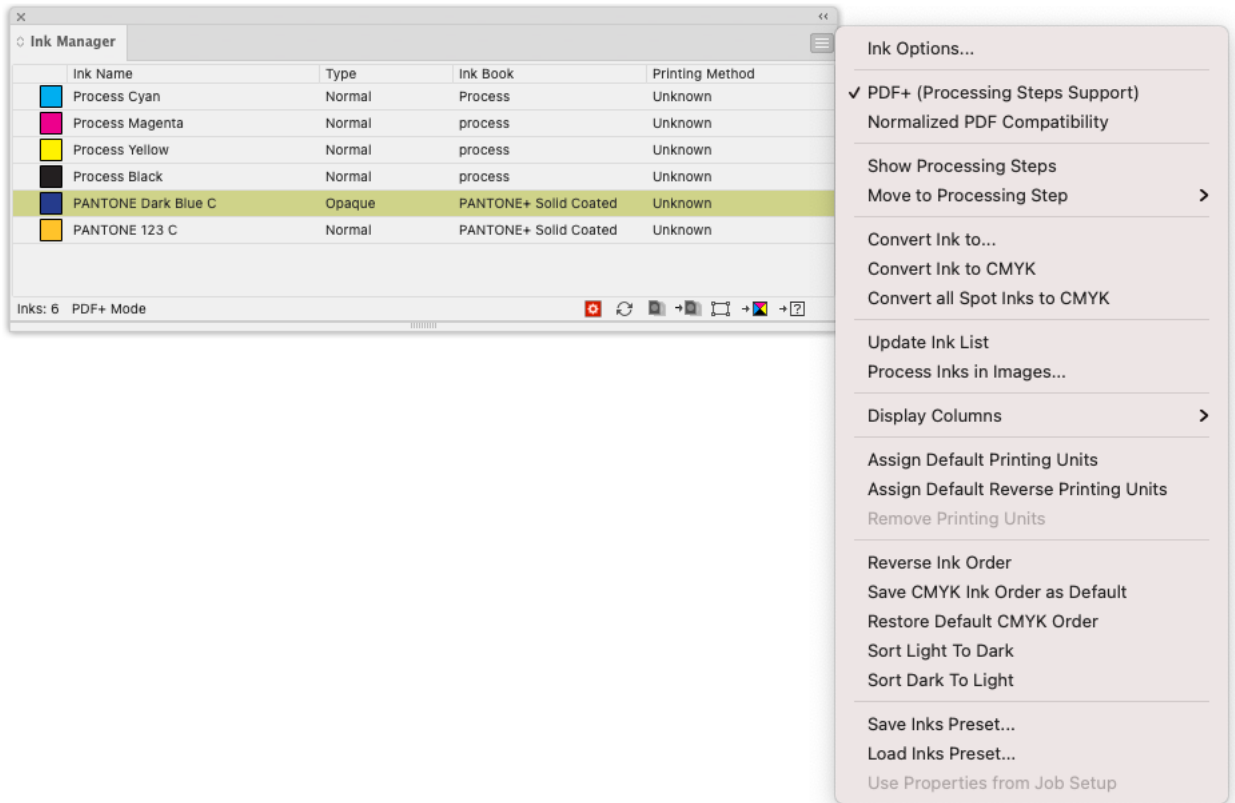 Ink Manager
Ink Name Type Ink Book Printing Method
Process Cyan Normal Process Unknown
Process Magenta Normal process Unknown
Process Yellow Normal process Unknown
Process Black Normal process Unknown
PANTONE Dark Blue C Opaque PANTONE+ Solid Coated Unknown
PANTONE 123 C Normal PANTONE+ Solid Coated Unknown
Inks: 6 PDF+ Mode
Ink Options...
PDF+ (Processing Steps Support)
Normalized PDF Compatibility
Show Processing Steps
Move to Processing Step
Convert Ink to...
Convert Ink to CMYK
Convert all Spot Inks to CMYK
Update Ink List
Process Inks in Images...
Display Columns
Assign Default Printing Units
Assign Default Reverse Printing Units
Remove Printing Units
Reverse Ink Order
Save CMYK Ink Order as Default
Restore Default CMYK Order
Sort Light To Dark
Sort Dark To Light
Save Inks Preset...
Load Inks Preset...
Use Properties from Job Setup